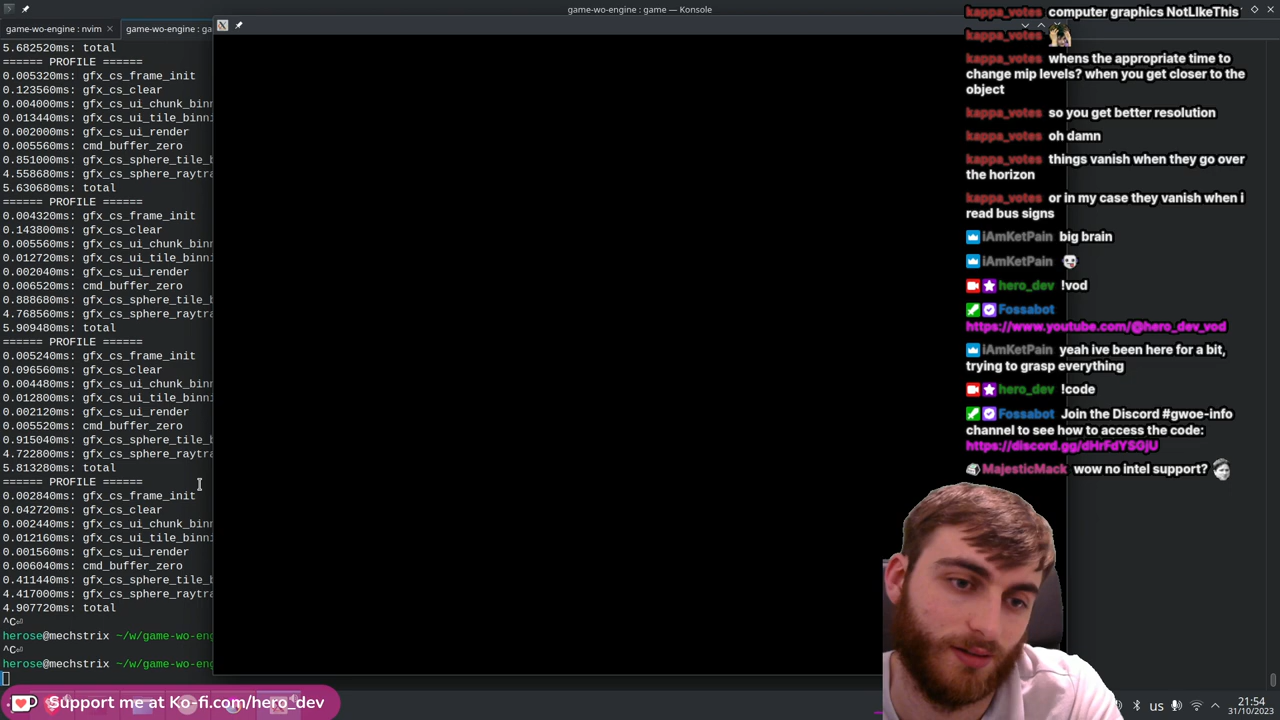 game-wo-engine : game — Konsole
game-wo-engine : nvim
game-wo-engine : ga
5.682520ms: total
====== PROFILE ======
0.005320ms: gfx_cs_frame_init
0.123560ms: gfx_cs_clear
0.004000ms: gfx_cs_ui_chunk_binn
0.013440ms: gfx_cs_ui_tile_binni
0.002000ms: gfx_cs_ui_render
0.005560ms: cmd_buffer_zero
0.851000ms: gfx_cs_sphere_tile_b
gfx_cs_sphere_raytra
5.630680ms: total
====== PROFILE ======
0.004320ms: gfx_cs_frame_init
0.143800ms: gfx_cs_clear
gfx_cs_ui_chunk_binn
0.012720ms: gfx_cs_ui_tile_binni
0.002040ms: gfx_cs_ui_render
0.006520ms: cmd_buffer_zero
0.888680ms: gfx_cs_sphere_tile_b
gfx_cs_sphere_raytra
5.909480ms: total
====== PROFILE ======
0.005240ms: gfx_cs_frame_init
gfx_cs_clear
0.004480ms: gfx_cs_ui_chunk_binn
gfx_cs_ui_tile_binni
0.002120ms: gfx_cs_ui_render
0.005520ms: cmd_buffer_zero
0.915040ms: gfx_cs_sphere_tile_b
gfx_cs_sphere_raytra
5.813280ms: total
====== PROFILE ======
0.002840ms: gfx_cs_frame_init
0.042720ms: gfx_cs_clear
0.002440ms: gfx_cs_ui_chunk_binn
0.012160ms: gfx_cs_ui_tile_binni
0.001560ms: gfx_cs_ui_render
0.006040ms: cmd_buffer_zero
0.411440ms: gfx_cs_sphere_tile_b
4.417000ms: gfx_cs_sphere_raytra
4.907720ms: total
^C⏎
herose@mechstrix ~/w/game-wo-eng
^C⏎
herose@mechstrix ~/w/game-wo-eng
kappa_votes computer graphics NotLIkeThis
kappa_votes
kappa_votes whens the appropriate time to
change mip levels? when you get closer to the
object
kappa_votes so you get better resolution
kappa_votes oh damn
kappa_votes things vanish when they go over
the horizon
kappa_votes or in my case they vanish when i
read bus signs
iAmKetPain big brain
iAmKetPain
hero_dev !vod
Fossabot
https://www.youtube.com/@hero_dev_vod
iAmKetPain yeah ive been here for a bit,
trying to grasp everything
hero_dev !code
Fossabot Join the Discord #gwoe-info
channel to see how to access the code:
https://discord.gg/dHrFdYSGjU
MajesticMack wow no intel support?
Support me at Ko-fi.com/hero_dev
us
21:54
31/10/2023